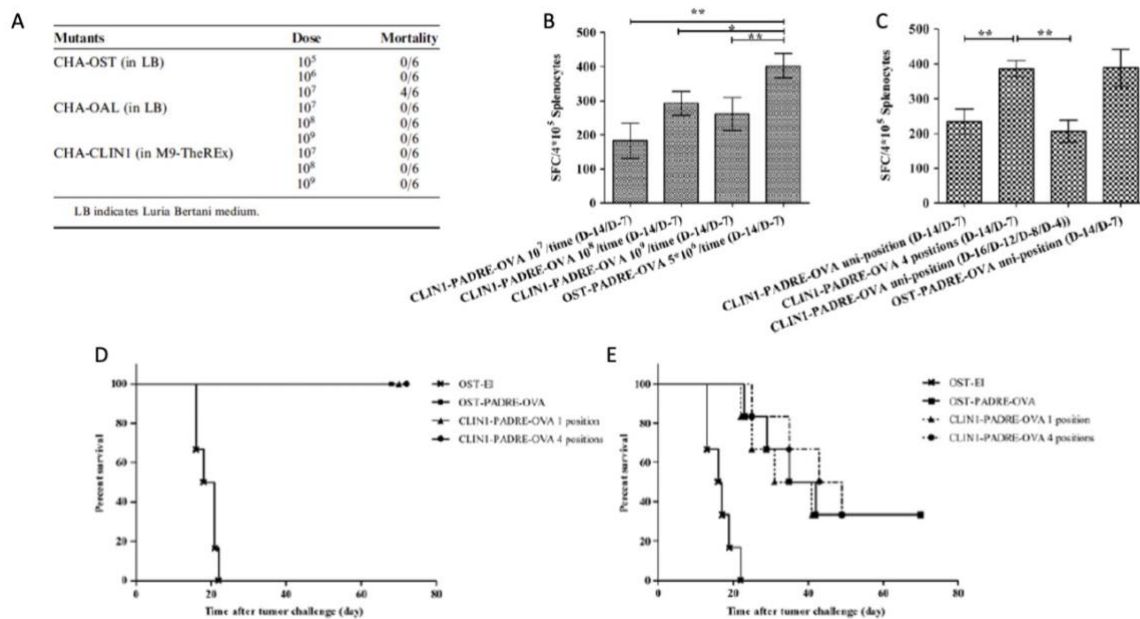 A
Mutants Dose Mortality
CHA-OST (in LB) 10⁵ 0/6
10⁶ 0/6
10⁷ 4/6
CHA-OAL (in LB) 10⁷ 0/6
10⁸ 0/6
10⁹ 0/6
CHA-CLIN1 (in M9-TheREx) 10⁷ 0/6
10⁸ 0/6
10⁹ 0/6
LB indicates Luria Bertani medium.
B
**
*
**
500
400
300
200
100
0
SFC/4*10⁵ Splenocytes
CLIN1-PADRE-OVA 10⁷/time (D-14/D-7)
CLIN1-PADRE-OVA 10⁸/time (D-14/D-7)
CLIN1-PADRE-OVA 10⁹/time (D-14/D-7)
OST-PADRE-OVA 5*10⁶/time (D-14/D-7)
C
** **
500
400
300
200
100
0
SFC/4*10⁵ Splenocytes
CLIN1-PADRE-OVA uni-position (D-14/D-7)
CLIN1-PADRE-OVA 4 positions (D-14/D-7)
CLIN1-PADRE-OVA uni-position (D-16/D-12/D-8/D-4))
OST-PADRE-OVA uni-position (D-14/D-7)
D
100
80
60
40
20
0
Percent survival
0 20 40 60 80
Time after tumor challenge (day)
OST-EI
OST-PADRE-OVA
CLIN1-PADRE-OVA 1 position
CLIN1-PADRE-OVA 4 positions
E
100
80
60
40
20
0
Percent survival
0 20 40 60 80
Time after tumor challenge (day)
OST-EI
OST-PADRE-OVA
CLIN1-PADRE-OVA 1 position
CLIN1-PADRE-OVA 4 positions